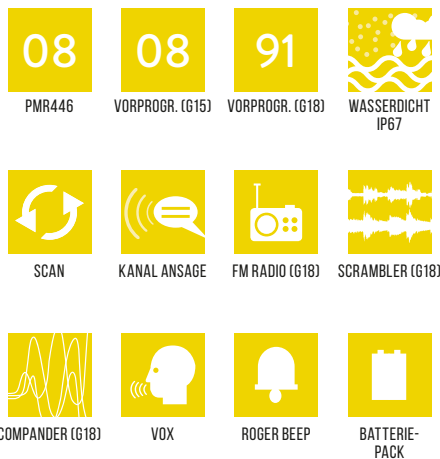 08
08
91
PMR446
VORPROGR. (G15)
VORPROGR. (G18)
WASSERDICHT
IP67
SCAN
KANAL ANSAGE
FM RADIO (G18)
SCRAMBLER (G18)
COMPANDER (G18)
VOX
ROGER BEEP
BATTERIE-
PACK